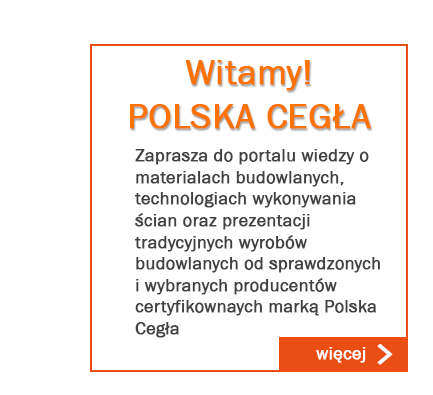 Witamy!
POLSKA CEGŁA
Zaprasza do portalu wiedzy o
materialach budowlanych,
technologiach wykonywania
ścian oraz prezentacji
tradycyjnych wyrobów
budowlanych od sprawdzonych
i wybranych producentów
certyfikownaych marką Polska
Cegła
więcej